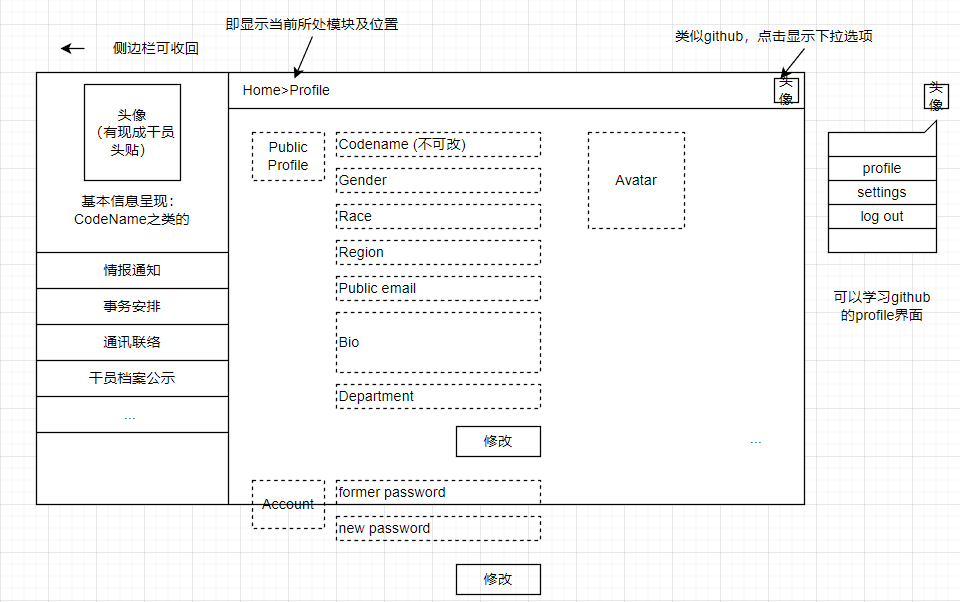 即显示当前所处模块及位置
侧边栏可收回
类似github，点击显示下拉选项
头像
（有现成干员
头贴）
基本信息呈现：
CodeName之类的
情报通知
事务安排
通讯联络
干员档案公示
...
Home>Profile
头
像
Public
Profile
Codename (不可改)
Gender
Race
Region
Public email
Bio
Department
修改
Avatar
...
Account
former password
new password
修改
头
像
profile
settings
log out
可以学习github
的profile界面